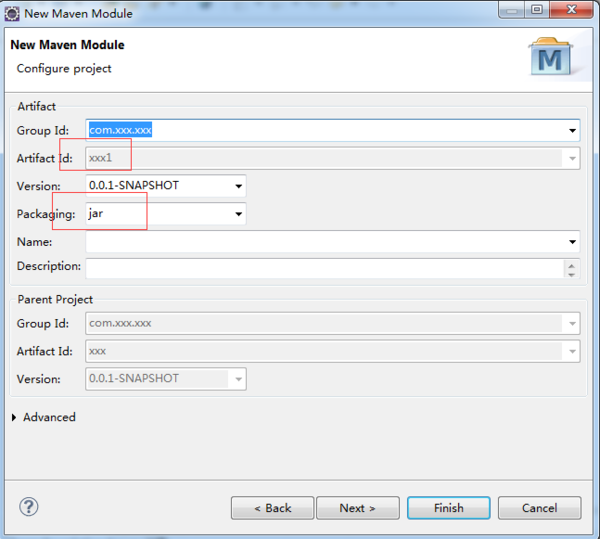 New Maven Module
New Maven Module
Configure project
M
Artifact
Group Id: com.xxx.xxx
Artifact Id: xxx1
Version: 0.0.1-SNAPSHOT
Packaging: jar
Name:
Description:
Parent Project
Group Id: com.xxx.xxx
Artifact Id: xxx
Version: 0.0.1-SNAPSHOT
Advanced
? < Back Next > Finish Cancel